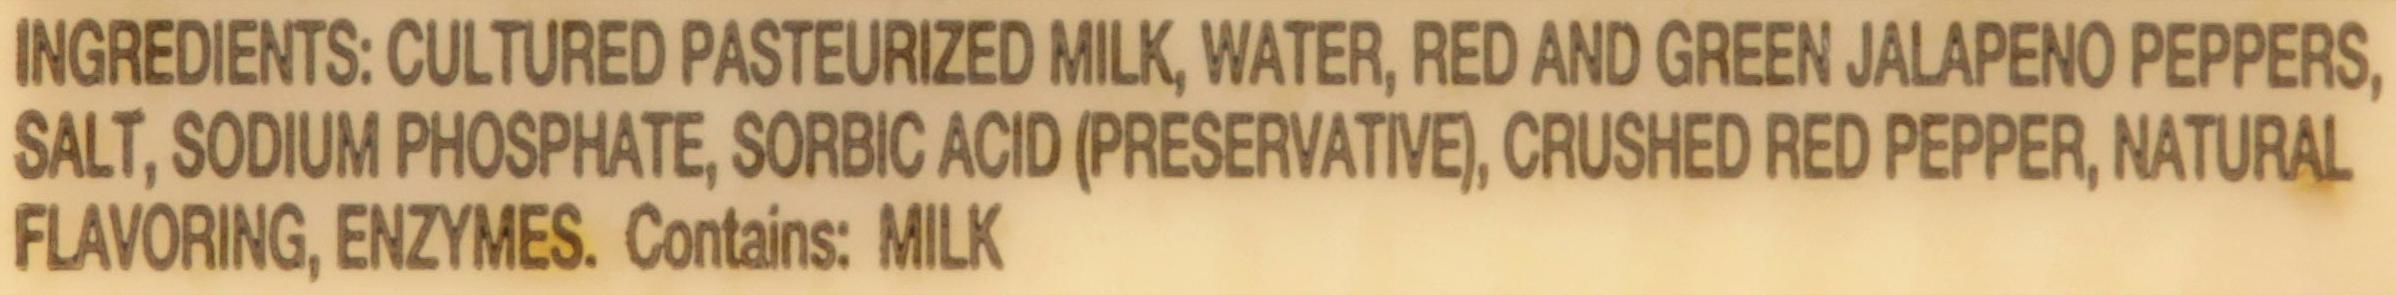 INGREDIENTS: CULTURED PASTEURIZED MILK, WATER, RED AND GREEN JALAPENO PEPPERS,
SALT, SODIUM PHOSPHATE, SORBIC ACID (PRESERVATIVE), CRUSHED RED PEPPER, NATURAL
FLAVORING, ENZYMES. Contains: MILK